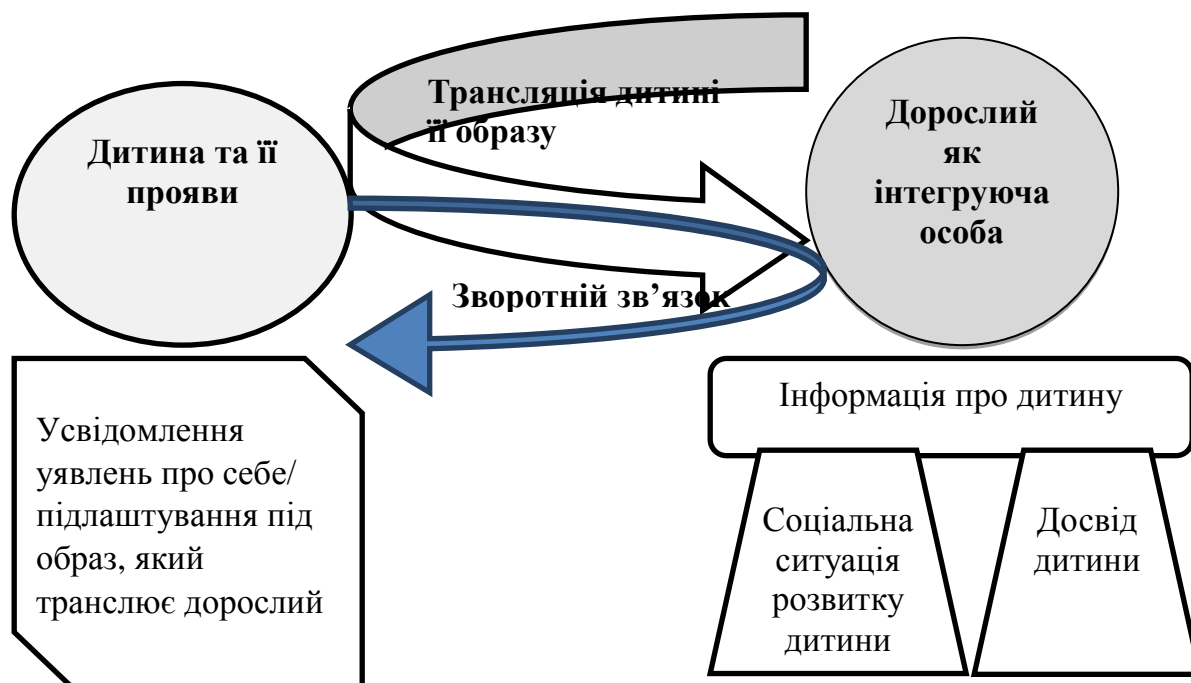 Трансляція дитині
її образу
Дитина та її
прояви
Дорослий
як
інтегруюча
особа
Зворотній зв’язок
Інформація про дитину
Усвідомлення
уявлень про себе/
підлаштування під
образ, який
транслює дорослий
Соціальна
ситуація
розвитку
дитини
Досвід
дитини